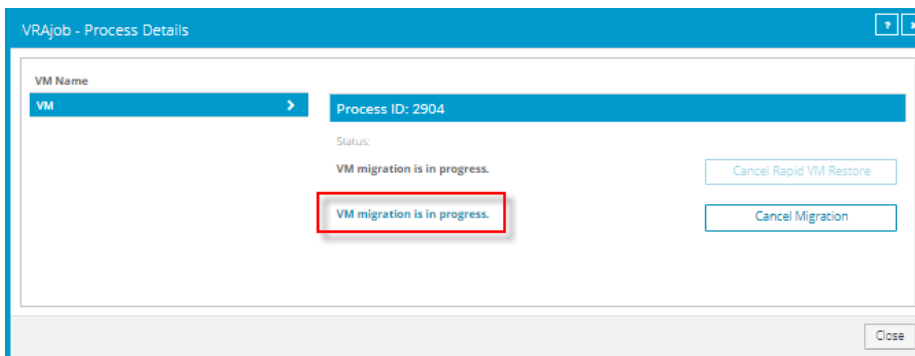 VRAjob - Process Details
?
VM Name
VM
Process ID: 2904
Status:
VM migration is in progress.
Cancel Rapid VM Restore
VM migration is in progress.
Cancel Migration
Close